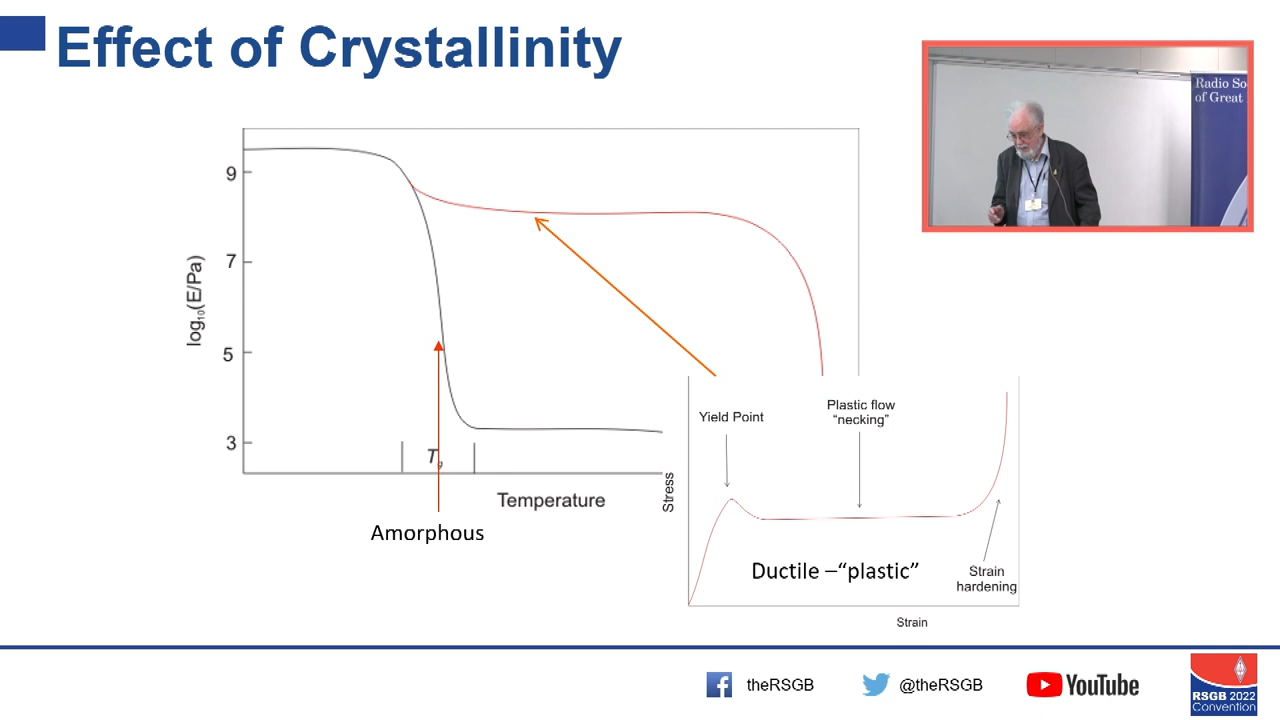 Effect of Crystallinity
Radio So
of Great
9
7
5
3
log₁₀(E/Pa)
Tg
Temperature
Amorphous
Yield Point
Plastic flow
“necking”
Stress
Ductile –“plastic”
Strain
hardening
Strain
theRSGB
@theRSGB
YouTube
RSGB 2022
Convention